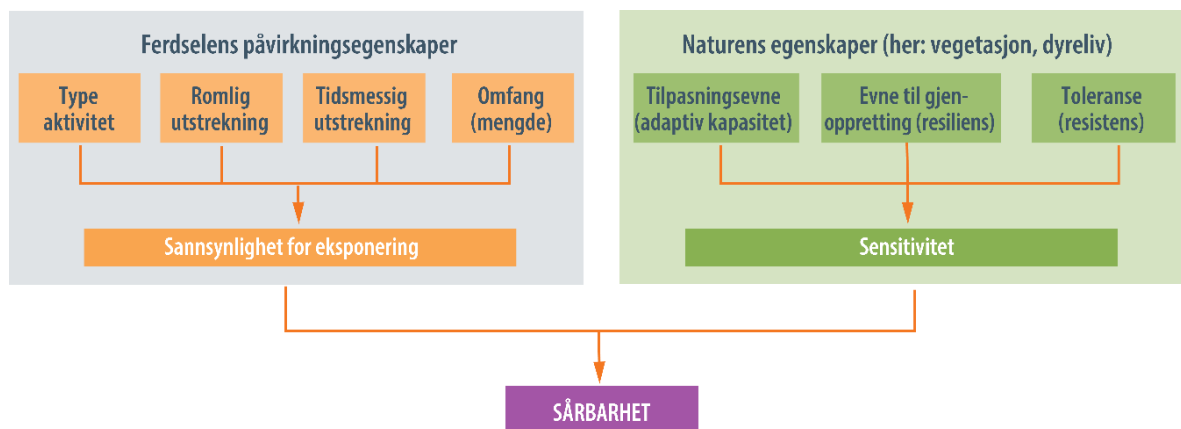 Ferdselens påvirkningsegenskaper
Type
aktivitet
Romlig
utstrekning
Tidsmessig
utstrekning
Omfang
(mengde)
Sannsynlighet for eksponering
Naturens egenskaper (her: vegetasjon, dyreliv)
Tilpasningsevne
(adaptiv kapasitet)
Evne til gjen-
oppretting (resiliens)
Toleranse
(resistens)
Sensitivitet
SÅRBARHET